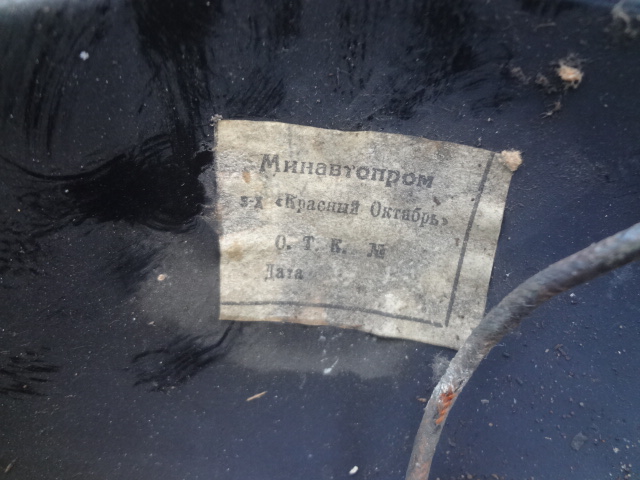 Минавтопром
з-х «Красный Октябрь»
О. Т. К. №
Дата